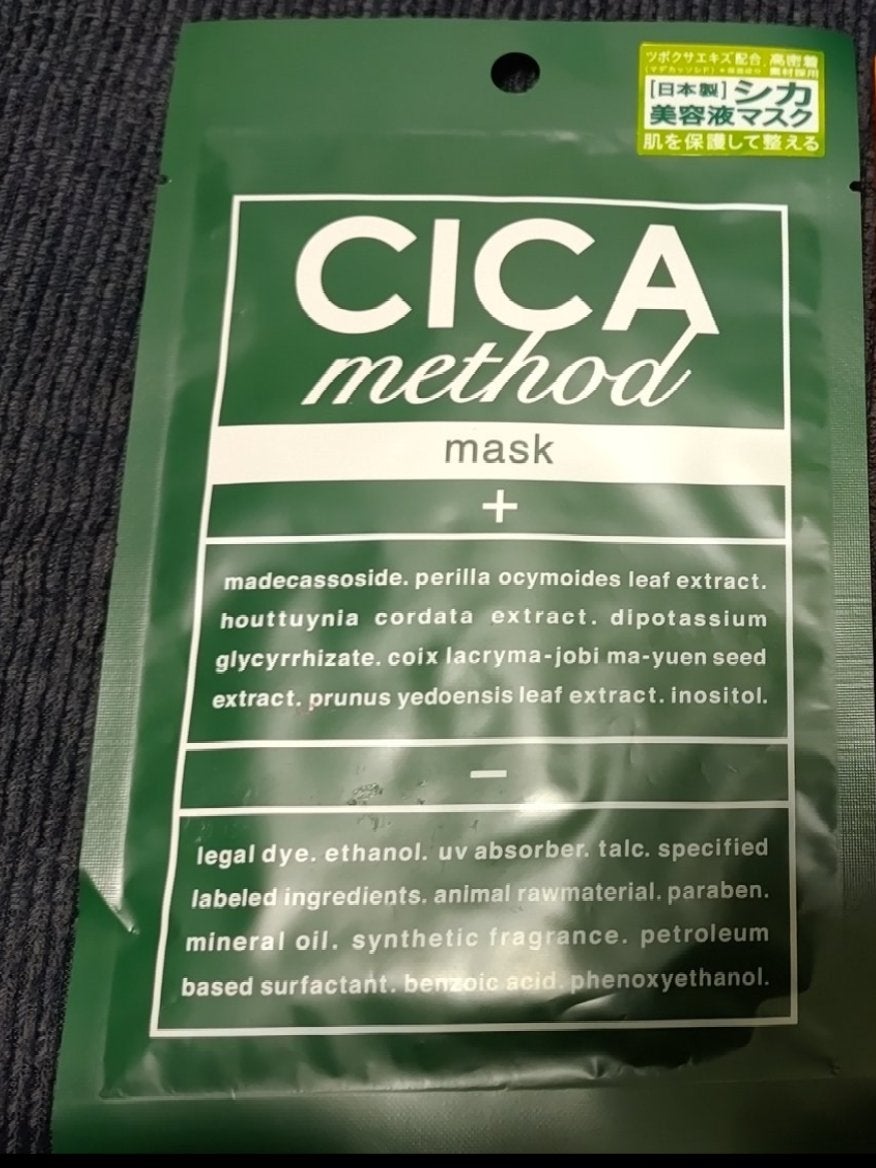 ツボクサエキス配合 高密着
素材採用
[日本製] シカ
美容液マスク
肌を保護して整える
CICA
method
mask
+
madecassoside. perilla ocymoides leaf extract.
houttuynia cordata extract. dipotassium
glycyrrhizate. coix lacryma-jobi ma-yuen seed
extract. prunus yedoensis leaf extract. inositol.
−
legal dye. ethanol. uv absorber. talc. specified
labeled ingredients. animal rawmaterial. paraben.
mineral oil. synthetic fragrance. petroleum
based surfactant. benzoic acid. phenoxyethanol.